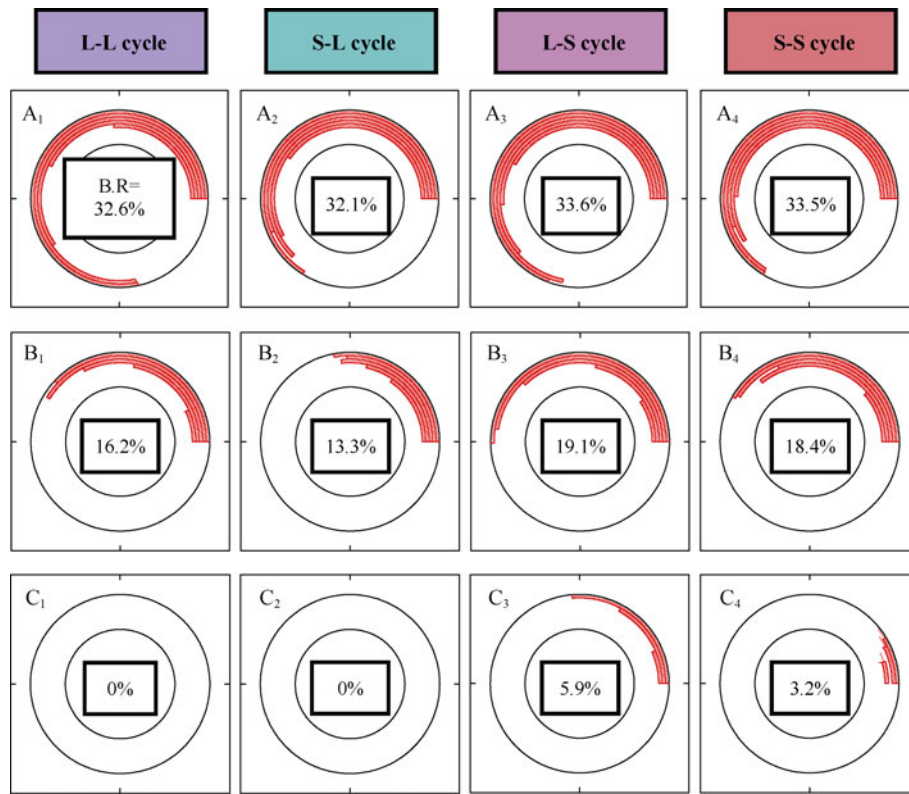 L-L cycle
S-L cycle
L-S cycle
S-S cycle
A₁
B.R=
32.6%
A₂
32.1%
A₃
33.6%
A₄
33.5%
B₁
16.2%
B₂
13.3%
B₃
19.1%
B₄
18.4%
C₁
0%
C₂
0%
C₃
5.9%
C₄
3.2%